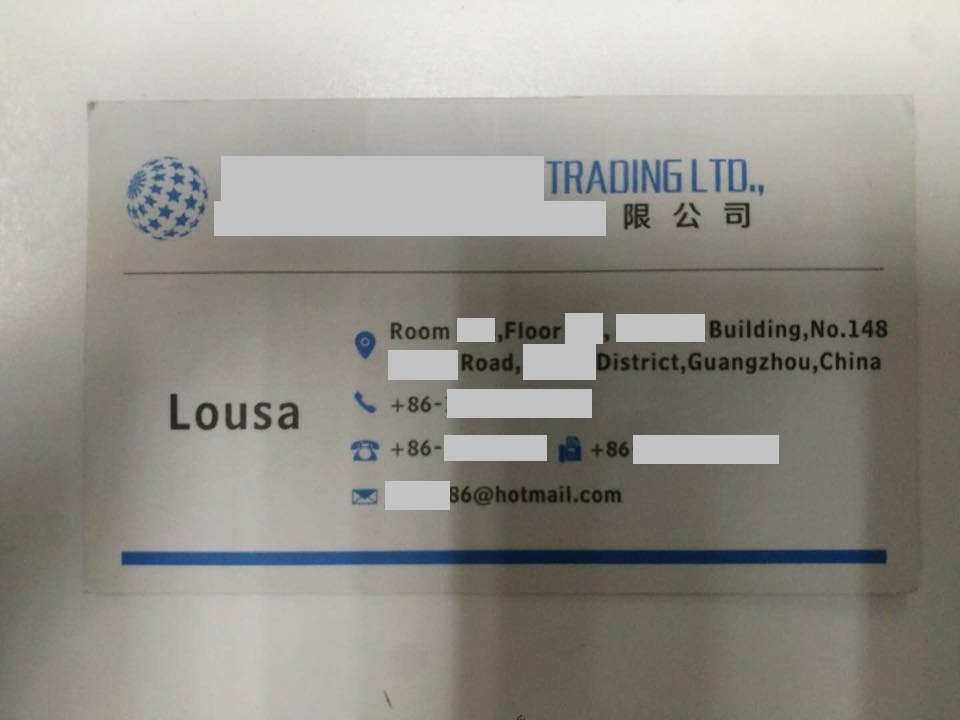 TRADING LTD.,
限公司
Room ,Floor , Building,No.148
Road, District,Guangzhou,China
Lousa
+86-
+86- +86
86@hotmail.com